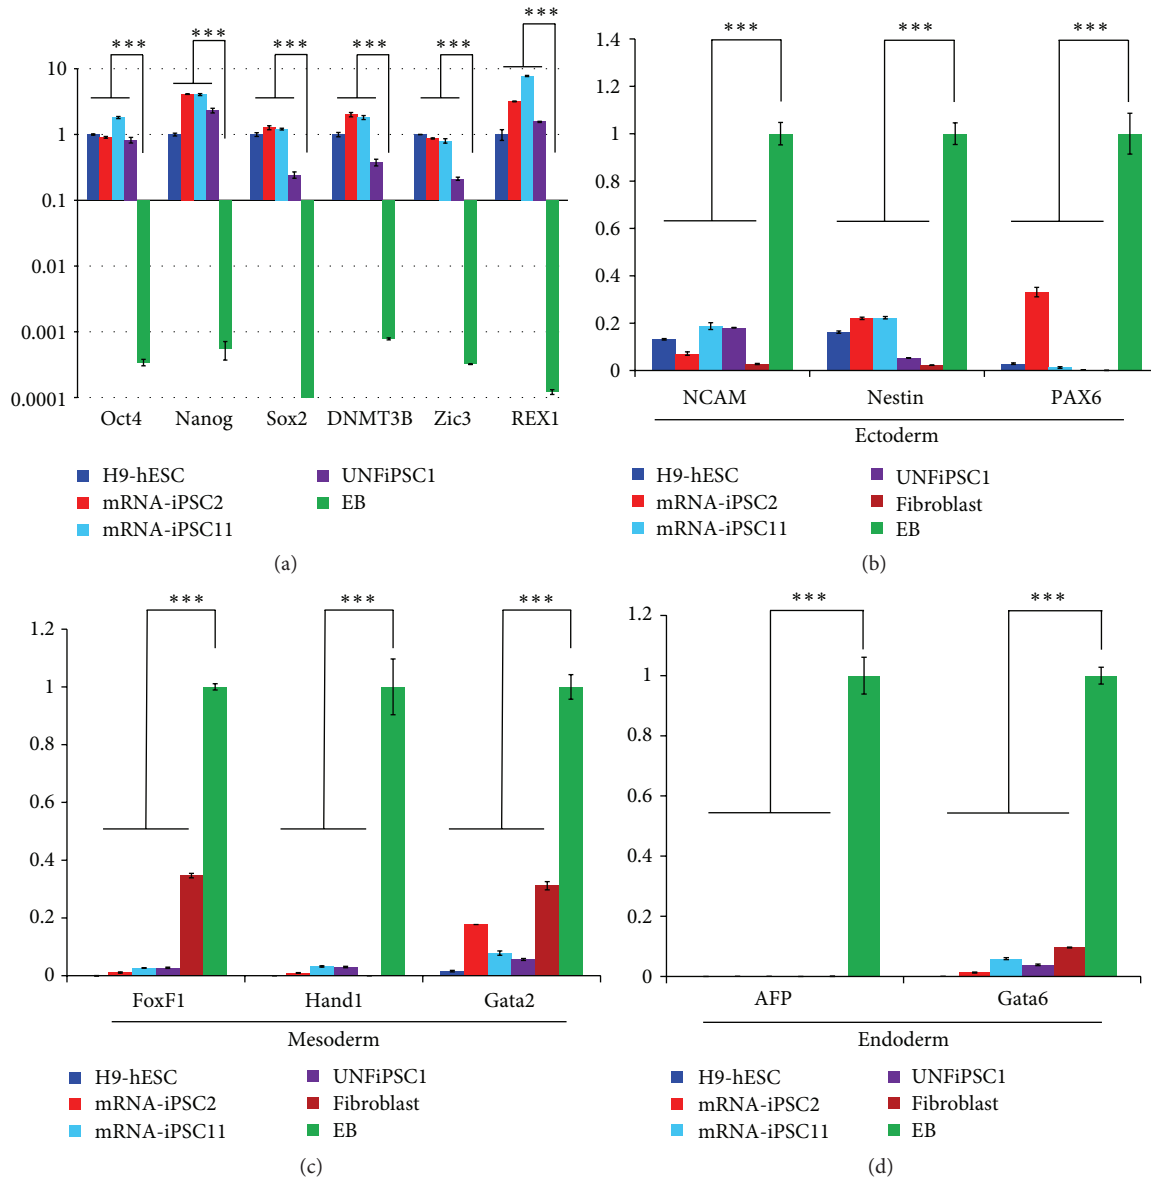 *** *** *** *** *** ***
10
1
0.1
0.01
0.001
0.0001
Oct4 Nanog Sox2 DNMT3B Zic3 REX1
H9-hESC
mRNA-iPSC2
mRNA-iPSC11
UNFiPSC1
EB
(a)
*** *** ***
1.4
1.2
1
0.8
0.6
0.4
0.2
0
NCAM Nestin PAX6
Ectoderm
H9-hESC
mRNA-iPSC2
mRNA-iPSC11
UNFiPSC1
Fibroblast
EB
(b)
*** *** ***
1.2
1
0.8
0.6
0.4
0.2
0
FoxF1 Hand1 Gata2
Mesoderm
H9-hESC
mRNA-iPSC2
mRNA-iPSC11
UNFiPSC1
Fibroblast
EB
(c)
*** ***
1.2
1
0.8
0.6
0.4
0.2
0
AFP Gata6
Endoderm
H9-hESC
mRNA-iPSC2
mRNA-iPSC11
UNFiPSC1
Fibroblast
EB
(d)